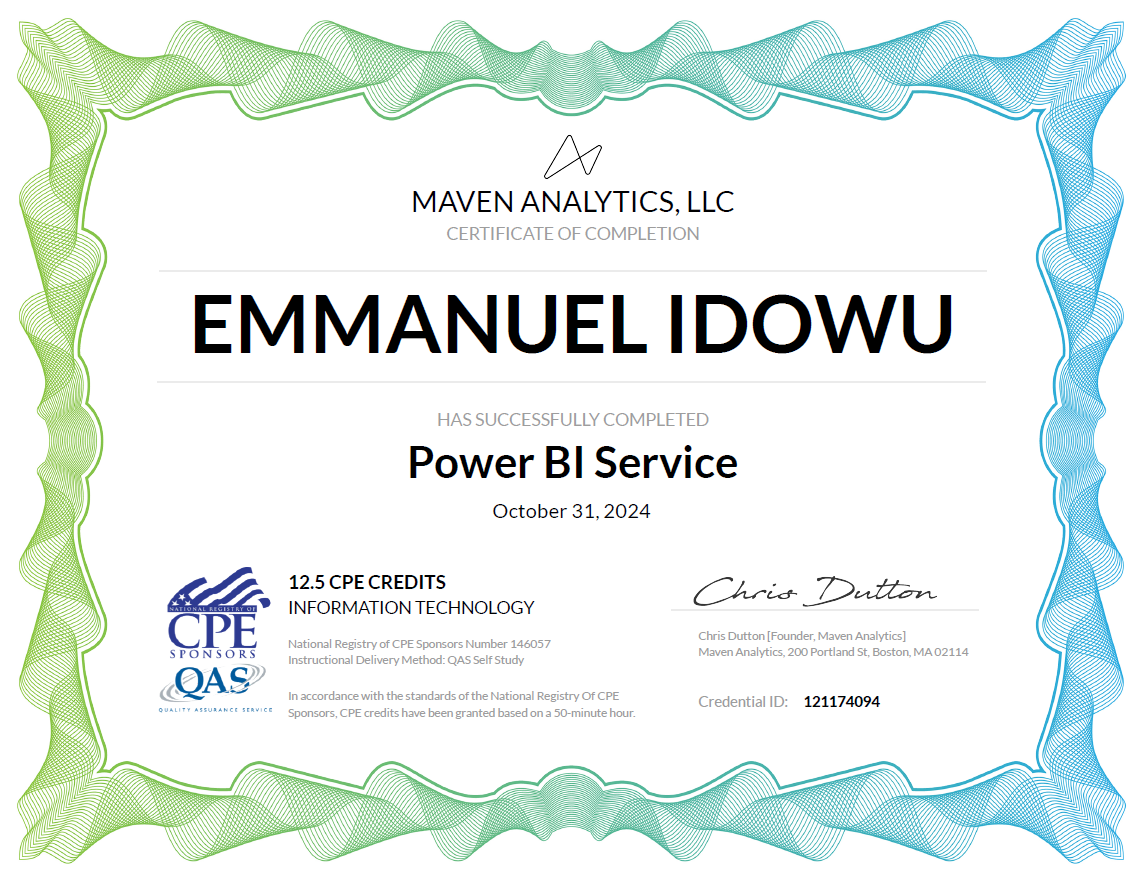 MAVEN ANALYTICS, LLC
CERTIFICATE OF COMPLETION
EMMANUEL IDOWU
HAS SUCCESSFULLY COMPLETED
Power BI Service
October 31, 2024
NATIONAL REGISTRY OF
CPE
SPONSORS
QAS
QUALITY ASSURANCE SERVICE
12.5 CPE CREDITS
INFORMATION TECHNOLOGY
National Registry of CPE Sponsors Number 146057
Instructional Delivery Method: QAS Self Study
In accordance with the standards of the National Registry Of CPE
Sponsors, CPE credits have been granted based on a 50-minute hour.
Chris Dutton
Chris Dutton [Founder, Maven Analytics]
Maven Analytics, 200 Portland St, Boston, MA 02114
Credential ID: 121174094